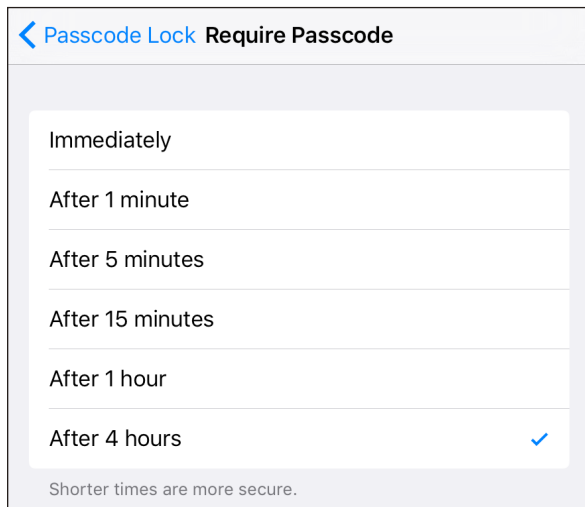 Passcode Lock Require Passcode
Immediately
After 1 minute
After 5 minutes
After 15 minutes
After 1 hour
After 4 hours
Shorter times are more secure.